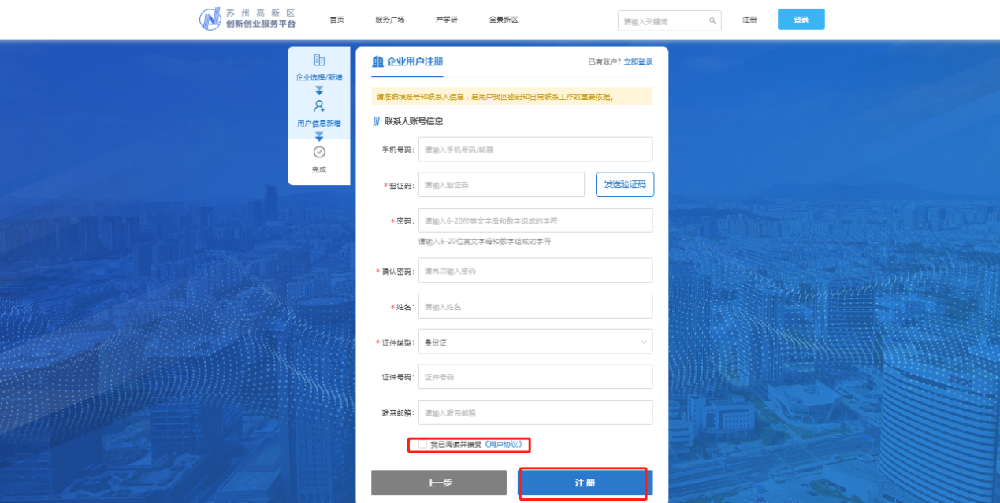 苏州高新区
创新创业服务平台
首页
服务广场
产学研
全景新区
请输入关键词
注册
登录
企业选择/新增
用户信息新增
完成
企业用户注册
已有账户？立即登录
请准确填账号和联系人信息，是用户找回密码和日常联系工作的重要依据。
联系人账号信息
手机号码：
请输入手机号码/邮箱
*验证码：
请输入验证码
发送验证码
*密码：
请输入6-20位英文字母和数字组成的字符
请输入6-20位英文字母和数字组成的字符
*确认密码：
请再次输入密码
*姓名：
请输入姓名
*证件类型：
身份证
证件号码：
证件号码
联系邮箱：
请输入联系邮箱
我已阅读并接受《用户协议》
上一步
注 册